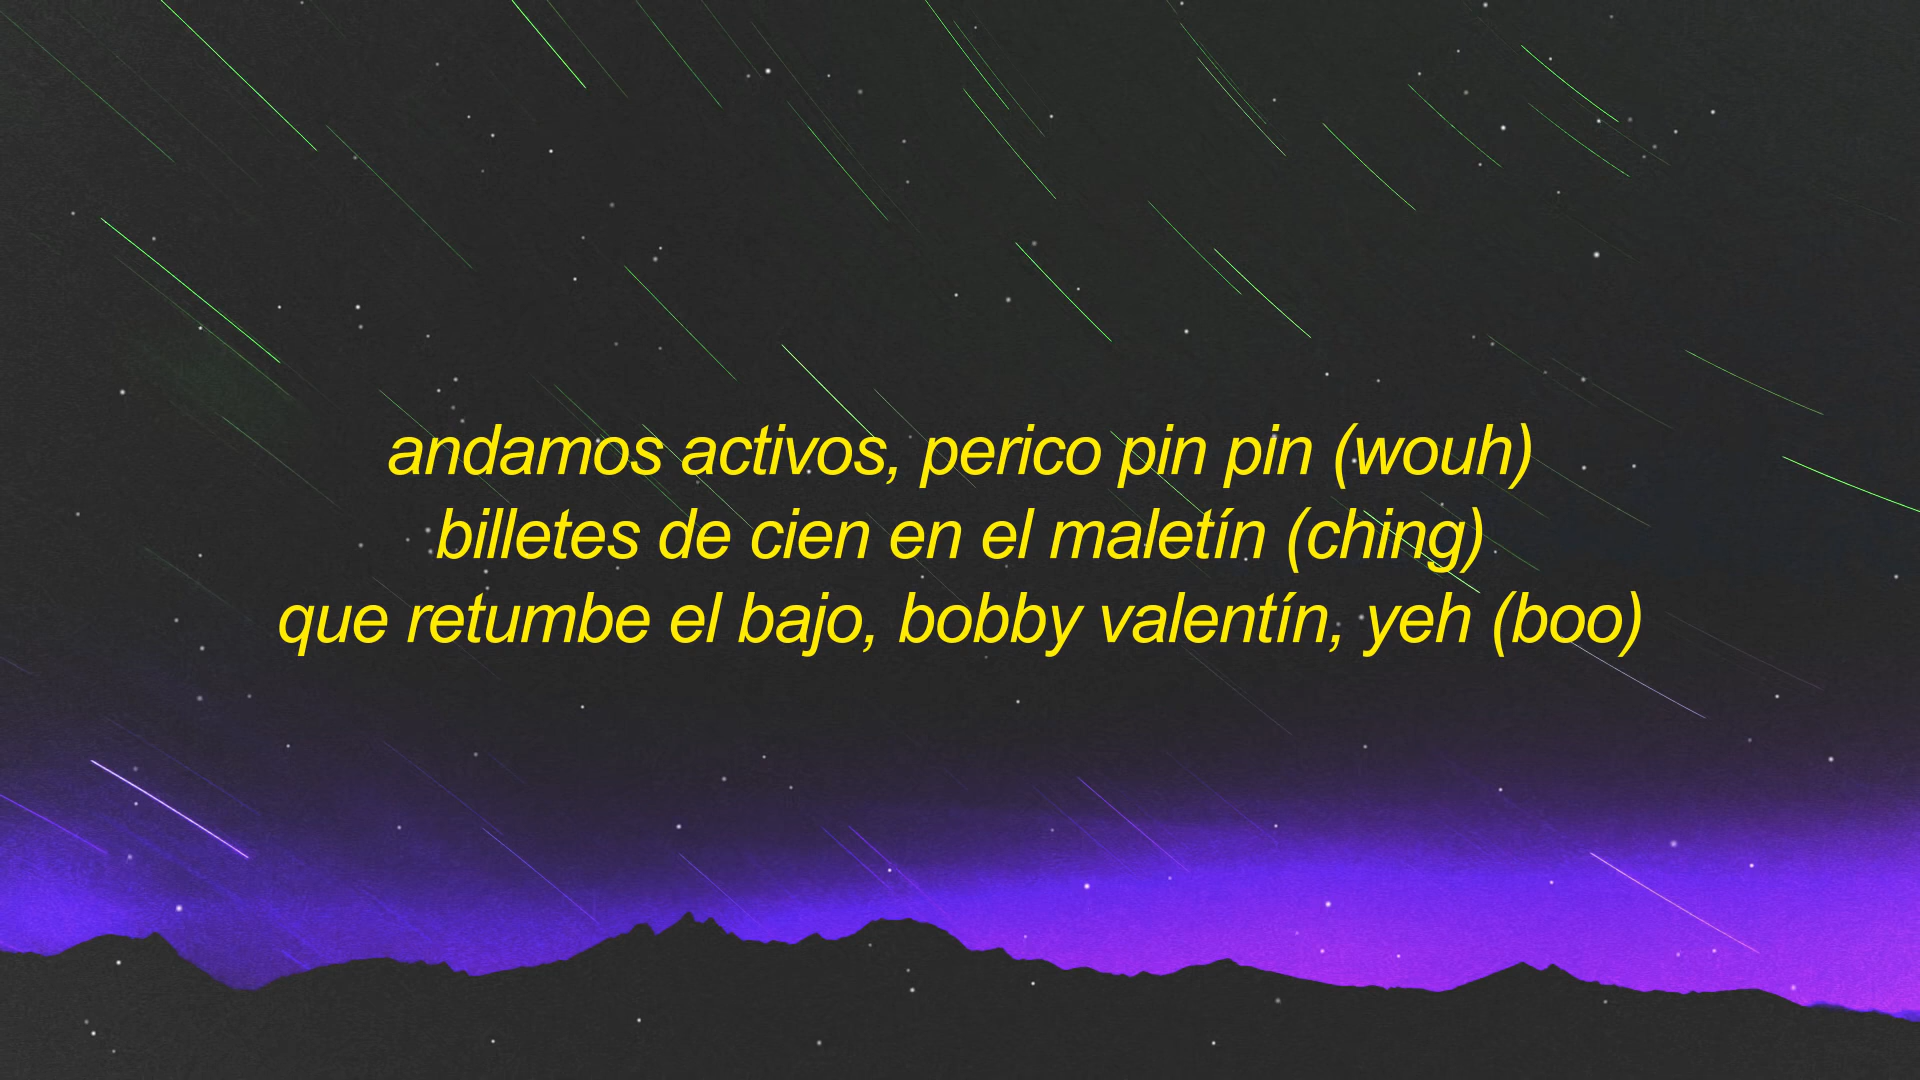 andamos activos, perico pin pin (wouh)
billetes de cien en el maletín (ching)
que retumbe el bajo, bobby valentín, yeh (boo)